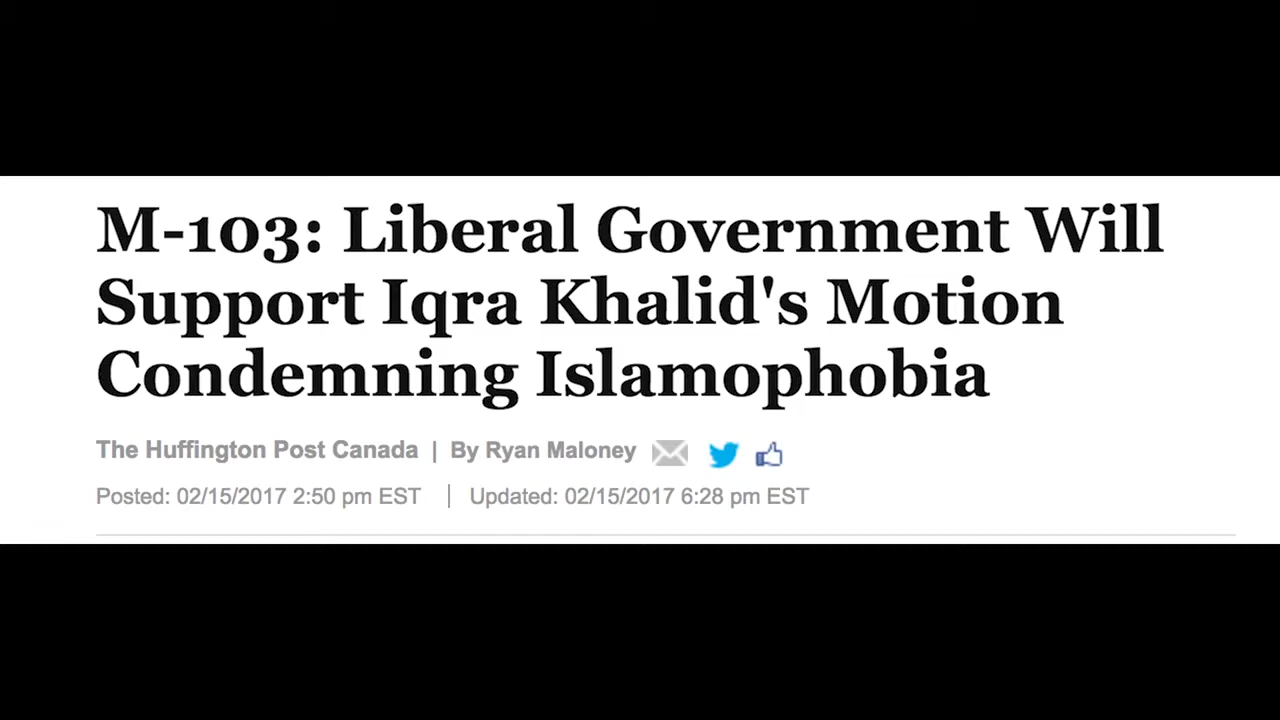 M-103: Liberal Government Will
Support Iqra Khalid's Motion
Condemning Islamophobia
The Huffington Post Canada | By Ryan Maloney
Posted: 02/15/2017 2:50 pm EST | Updated: 02/15/2017 6:28 pm EST